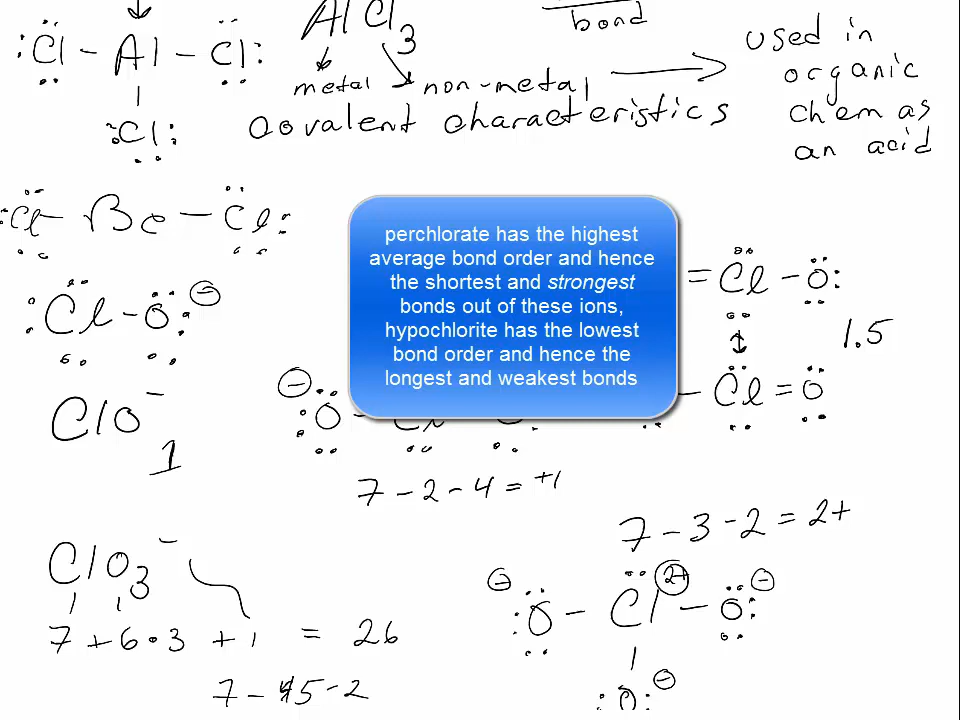 AlCl3
bond
:Cl - Al - Cl:
metal
non-metal
used in
organic
chem as
an acid
Cl:
covalent characteristics
Cl - Be - Cl:
perchlorate has the highest
average bond order and hence
the shortest and strongest
bonds out of these ions,
hypochlorite has the lowest
bond order and hence the
longest and weakest bonds
= Cl - O:
:Cl - O: ⊖
1.5
⊖
:O -
- Cl = O
ClO-
1
7 - 2 - 4 = +1
7 - 3 - 2 = 2+
ClO3-
⊖ 2+ ⊖
:O - Cl - O:
7 + 6 • 3 + 1 = 26
:O: ⊖